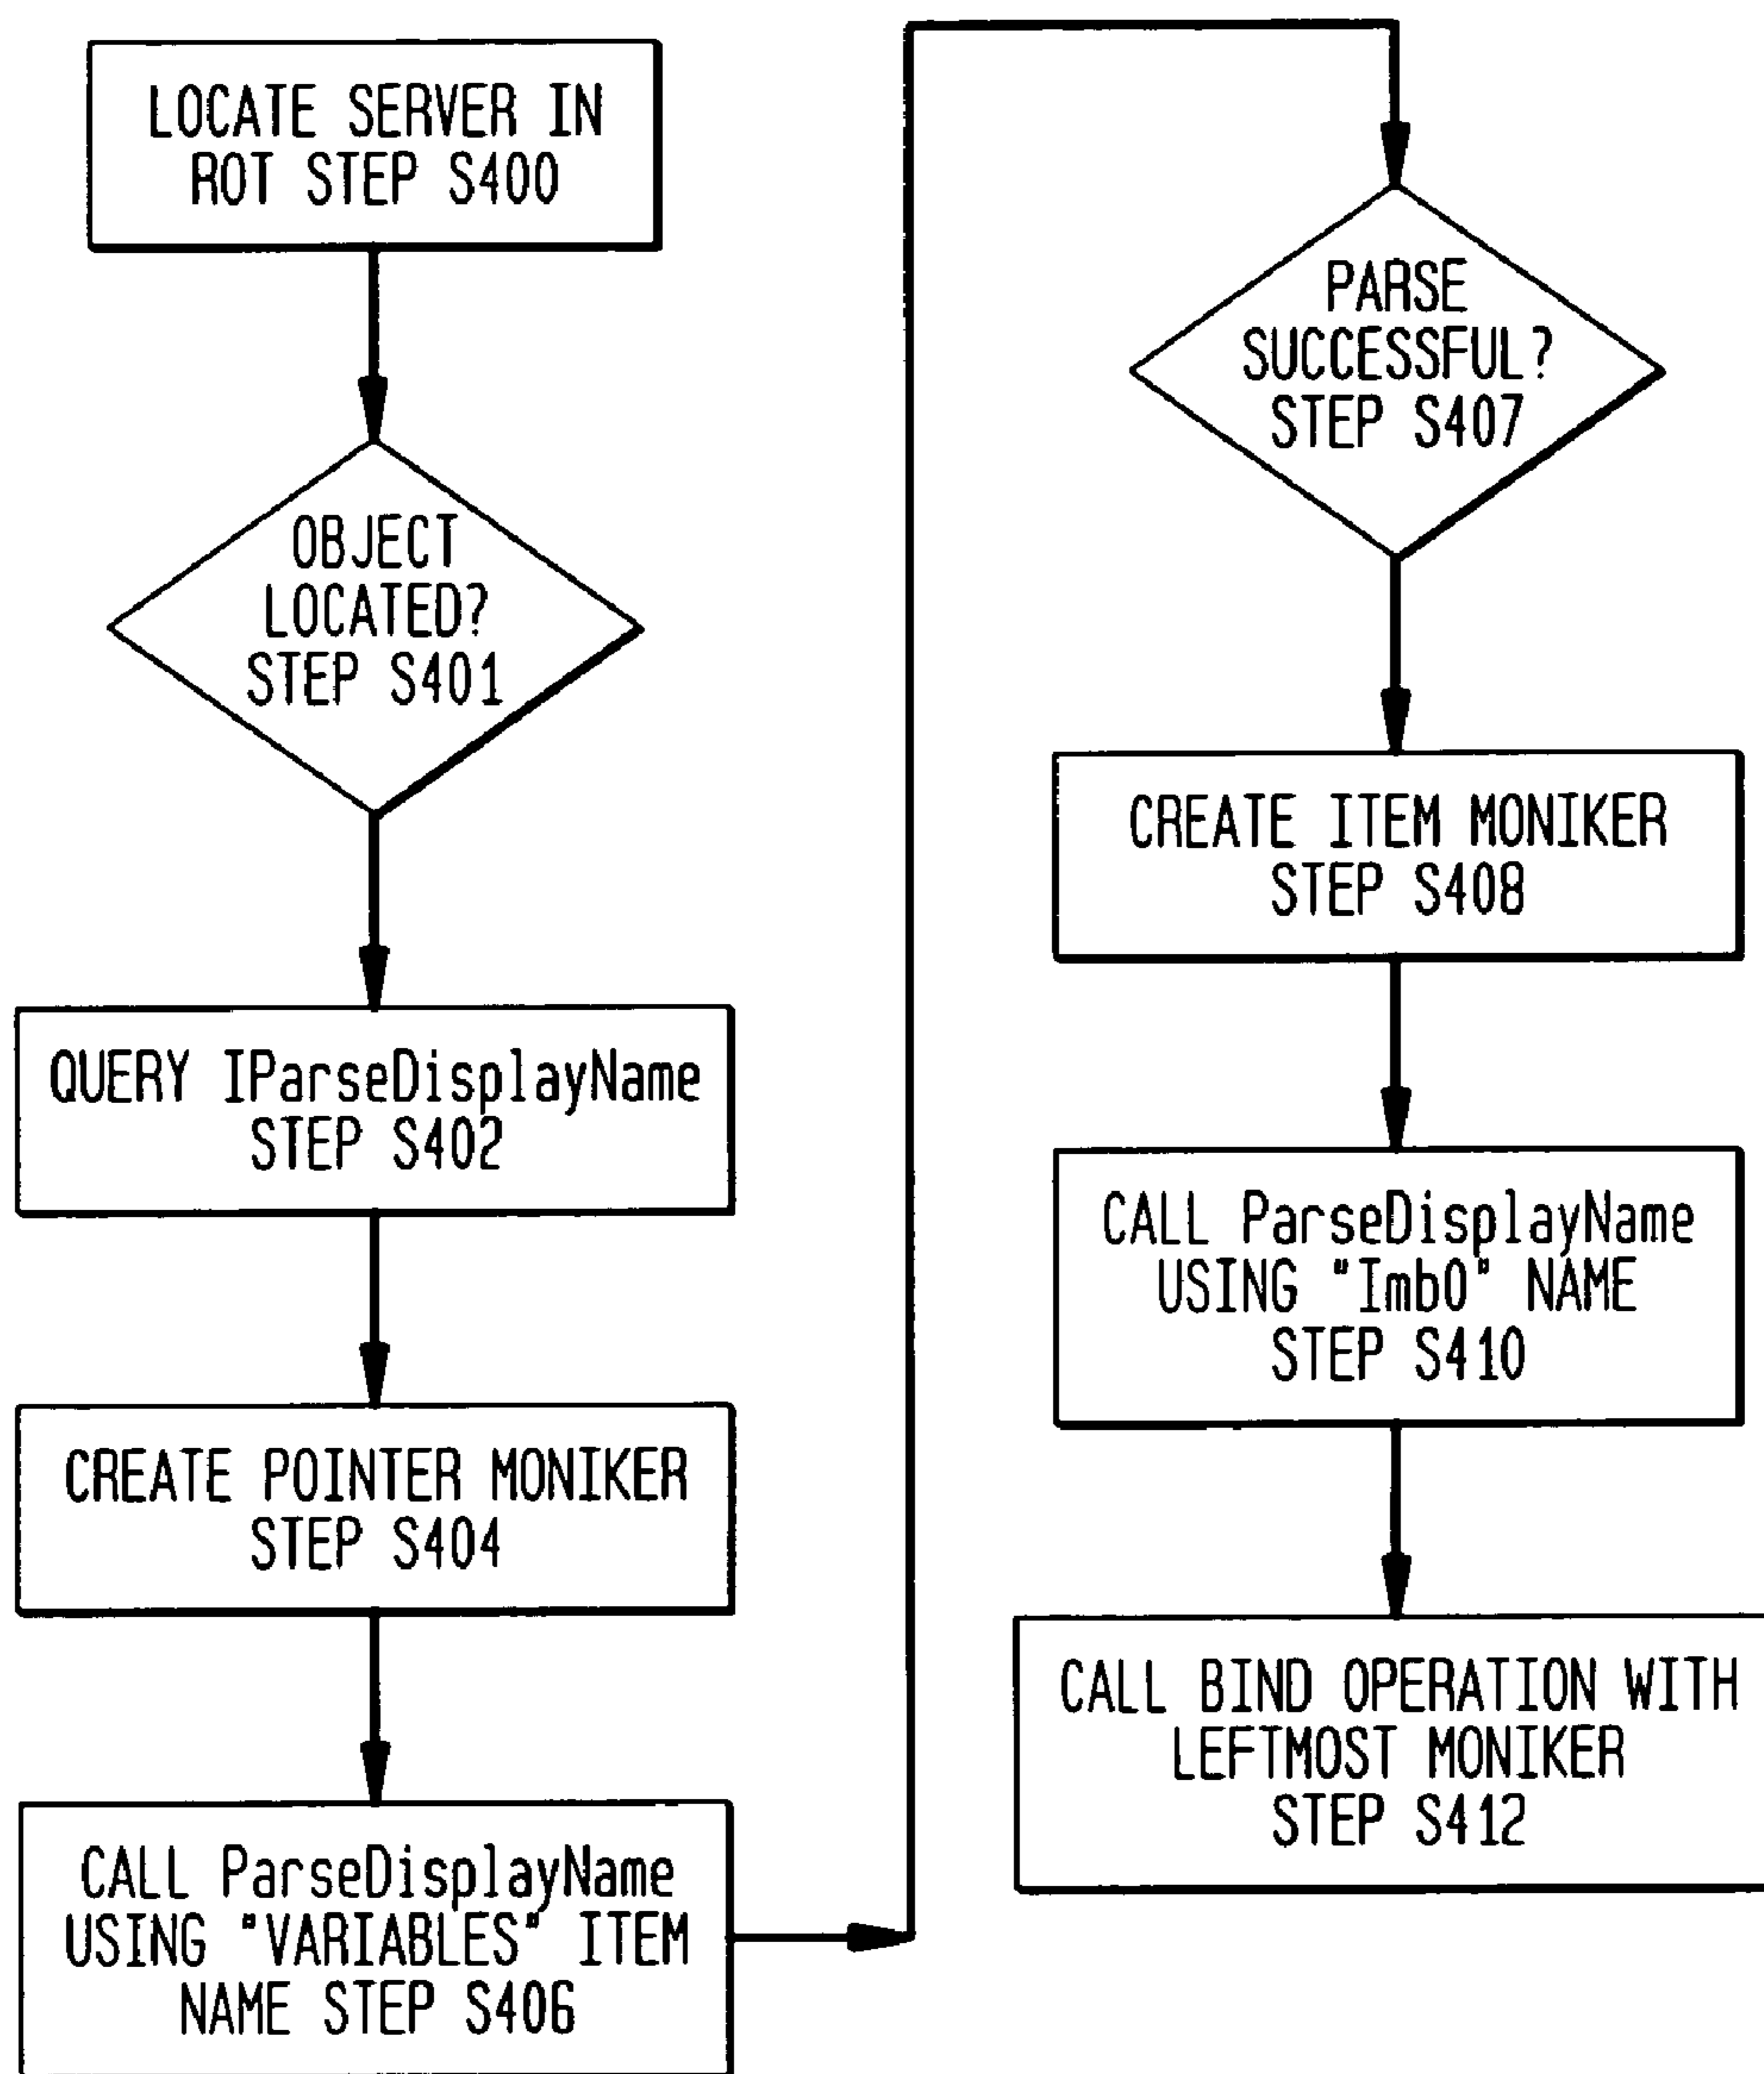 LOCATE SERVER IN
ROT STEP S400
OBJECT
LOCATED?
STEP S401
QUERY IParseDisplayName
STEP S402
CREATE POINTER MONIKER
STEP S404
CALL ParseDisplayName
USING "VARIABLES" ITEM
NAME STEP S406
PARSE
SUCCESSFUL?
STEP S407
CREATE ITEM MONIKER
STEP S408
CALL ParseDisplayName
USING "Imb0" NAME
STEP S410
CALL BIND OPERATION WITH
LEFTMOST MONIKER
STEP S412